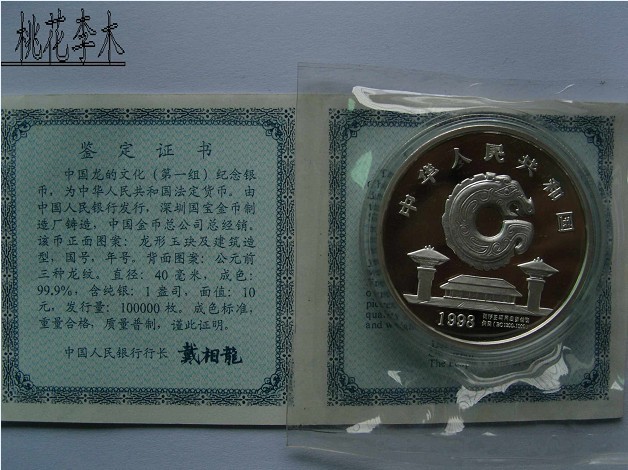 桃花李木
鉴定证书
中国龙的文化（第一组）纪念银
币，为中华人民共和国法定货币。由
中国人民银行发行，深圳国宝金币制
造厂铸造，中国金币总公司总经销。
该币正面图案：龙形玉玦及建筑造
型，国号，年号。背面图案：公元前
三种龙纹。直径：40毫米，成色：
99.9%，含纯银：1盎司，面值：10
元，发行量：100000枚。成色标准，
重量合格，质量普制，谨此证明。
中国人民银行行长 戴相龍
中华人民共和国
1998